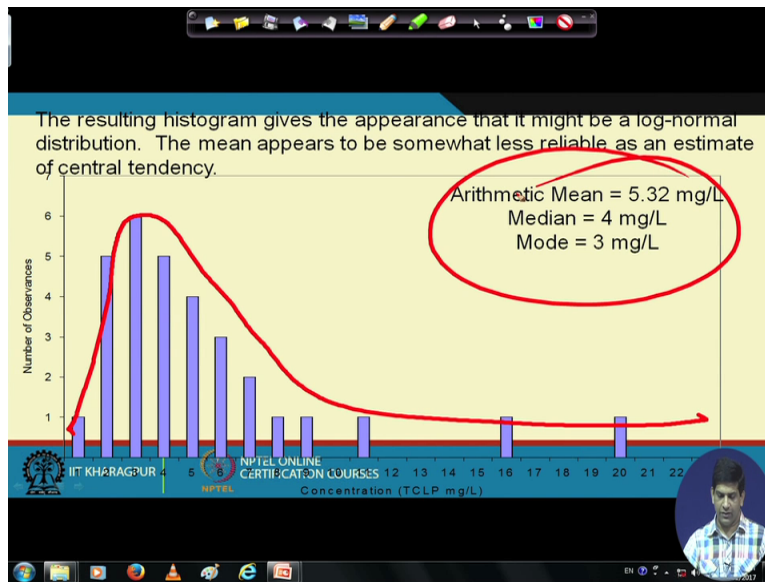 The resulting histogram gives the appearance that it might be a log-normal
distribution. The mean appears to be somewhat less reliable as an estimate
of central tendency.
Arithmetic Mean = 5.32 mg/L
Median = 4 mg/L
Mode = 3 mg/L
Number of Observances
7
6
5
4
3
2
1
4 5 6 8 9 12 13 14 15 16 17 18 19 20 21 22
Concentration (TCLP mg/L)
IIT KHARAGPUR
NPTEL
NPTEL ONLINE
CERTIFICATION COURSES
EN
2017